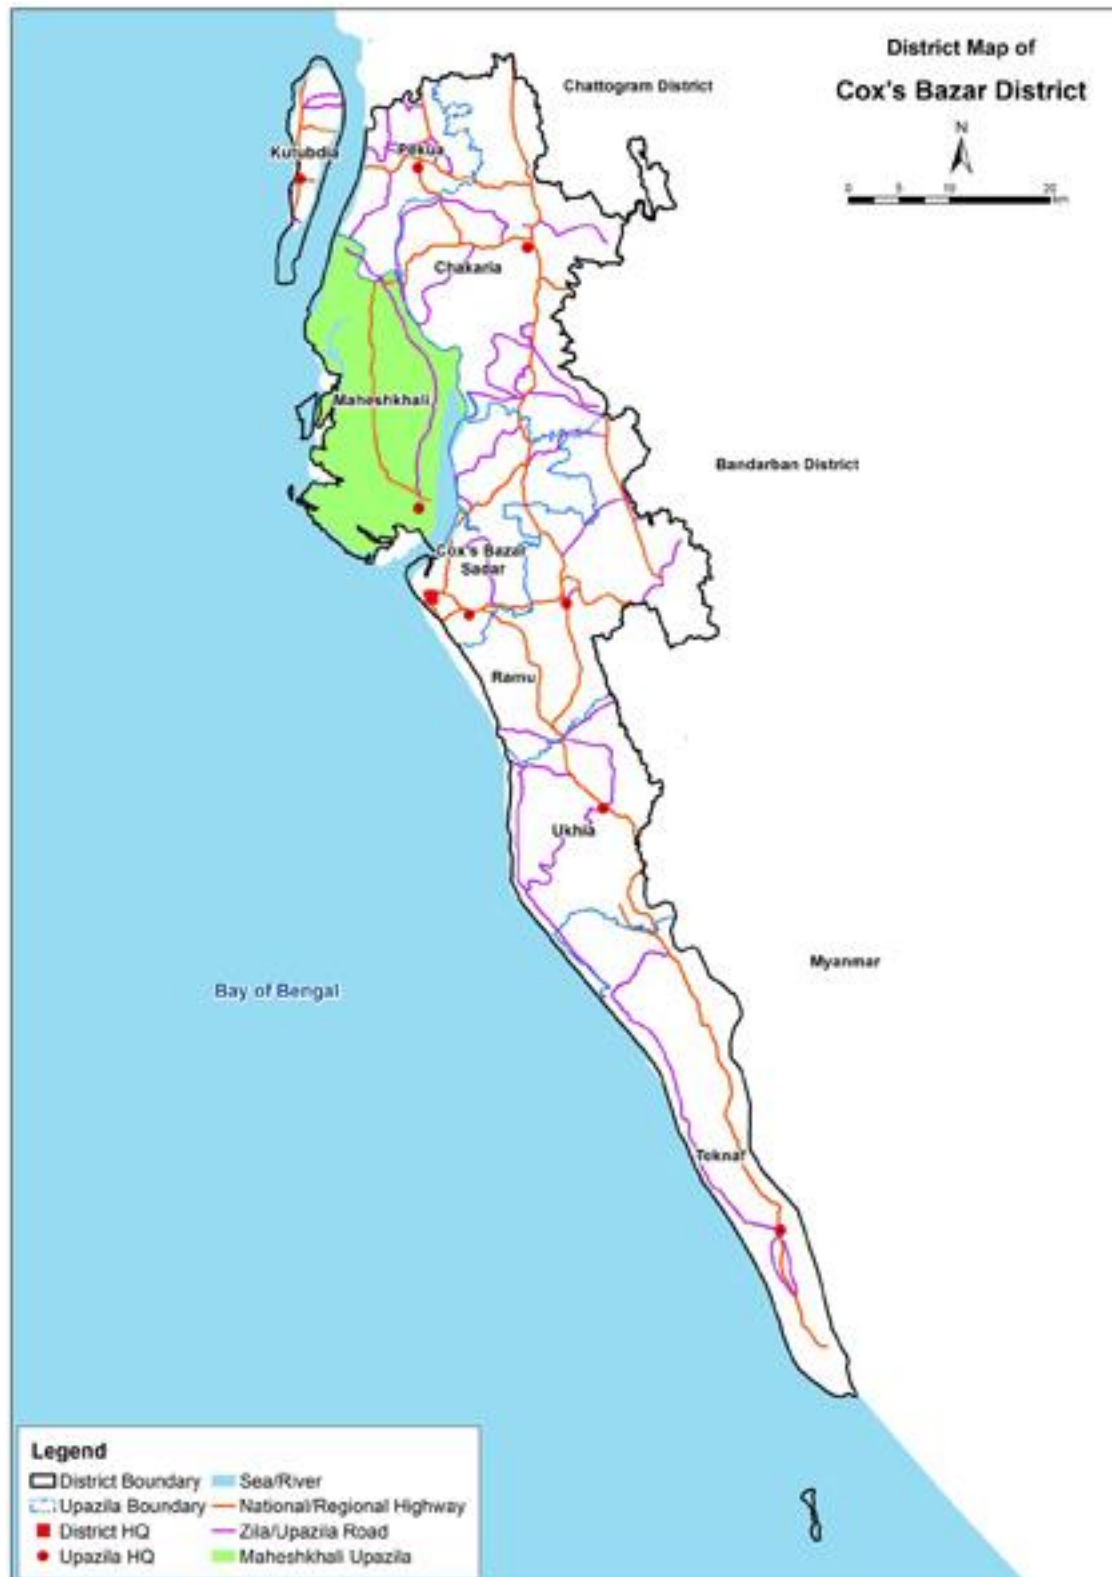 District Map of
Cox's Bazar District
N
0 5 10 20
km
Chattogram District
Kutubdia
Pekua
Chakaria
Maheshkhali
Bandarban District
Cox's Bazar
Sadar
Ramu
Ukhia
Myanmar
Bay of Bengal
Teknaf
Legend
District Boundary
Sea/River
Upazila Boundary
National/Regional Highway
District HQ
Zila/Upazila Road
Upazila HQ
Maheshkhali Upazila